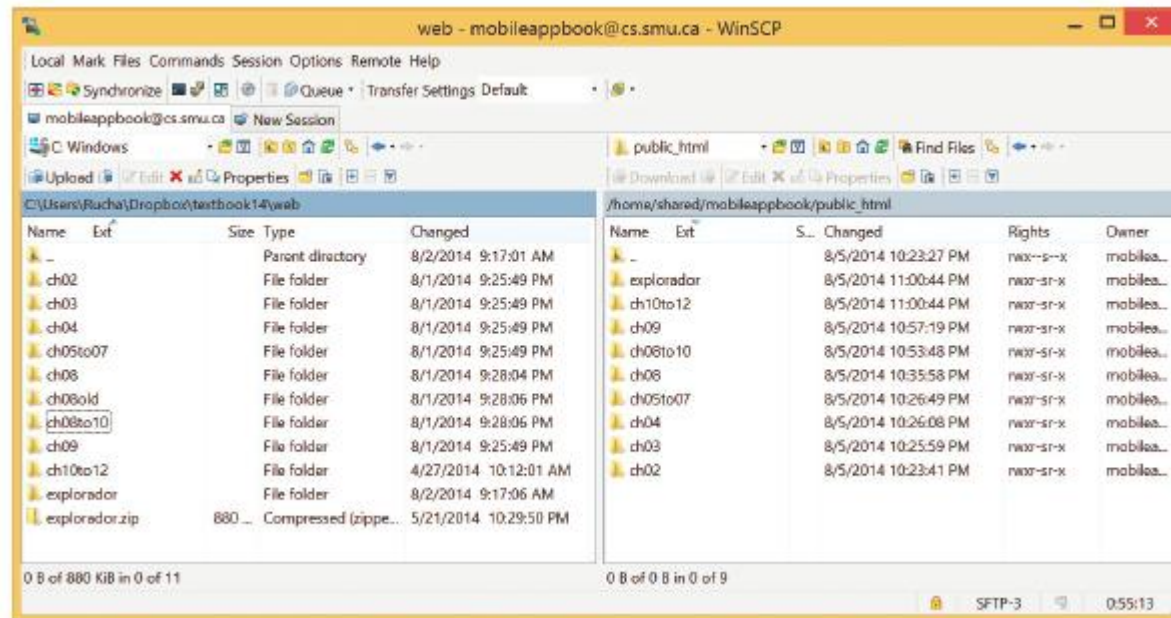 web - mobileappbook@cs.smu.ca - WinSCP
Local Mark Files Commands Session Options Remote Help
Synchronize Queue Transfer Settings Default
mobileappbook@cs.smu.ca New Session
C: Windows
public_html Find Files
Upload Edit Properties
Download Edit Properties
C:\Users\Rucha\Dropbox\textbook14\web
/home/shared/mobileappbook/public_html
Name Ext Size Type Changed
.. Parent directory 8/2/2014 9:17:01 AM
ch02 File folder 8/1/2014 9:25:49 PM
ch03 File folder 8/1/2014 9:25:49 PM
ch04 File folder 8/1/2014 9:25:49 PM
ch05to07 File folder 8/1/2014 9:25:49 PM
ch08 File folder 8/1/2014 9:28:04 PM
ch08old File folder 8/1/2014 9:28:06 PM
ch08to10 File folder 8/1/2014 9:28:06 PM
ch09 File folder 8/1/2014 9:25:49 PM
ch10to12 File folder 4/27/2014 10:12:01 AM
explorador File folder 8/2/2014 9:17:06 AM
explorador.zip 880 ... Compressed (zippe... 5/21/2014 10:29:50 PM
0 B of 880 KiB in 0 of 11
Name Ext S... Changed Rights Owner
.. 8/5/2014 10:23:27 PM rwx--s--x mobilea...
explorador 8/5/2014 11:00:44 PM rwxr-sr-x mobilea...
ch10to12 8/5/2014 11:00:44 PM rwxr-sr-x mobilea...
ch09 8/5/2014 10:57:19 PM rwxr-sr-x mobilea...
ch08to10 8/5/2014 10:53:48 PM rwxr-sr-x mobilea...
ch08 8/5/2014 10:35:58 PM rwxr-sr-x mobilea...
ch05to07 8/5/2014 10:26:49 PM rwxr-sr-x mobilea...
ch04 8/5/2014 10:26:08 PM rwxr-sr-x mobilea...
ch03 8/5/2014 10:25:59 PM rwxr-sr-x mobilea...
ch02 8/5/2014 10:23:41 PM rwxr-sr-x mobilea...
0 B of 0 B in 0 of 9
SFTP-3 0:55:13